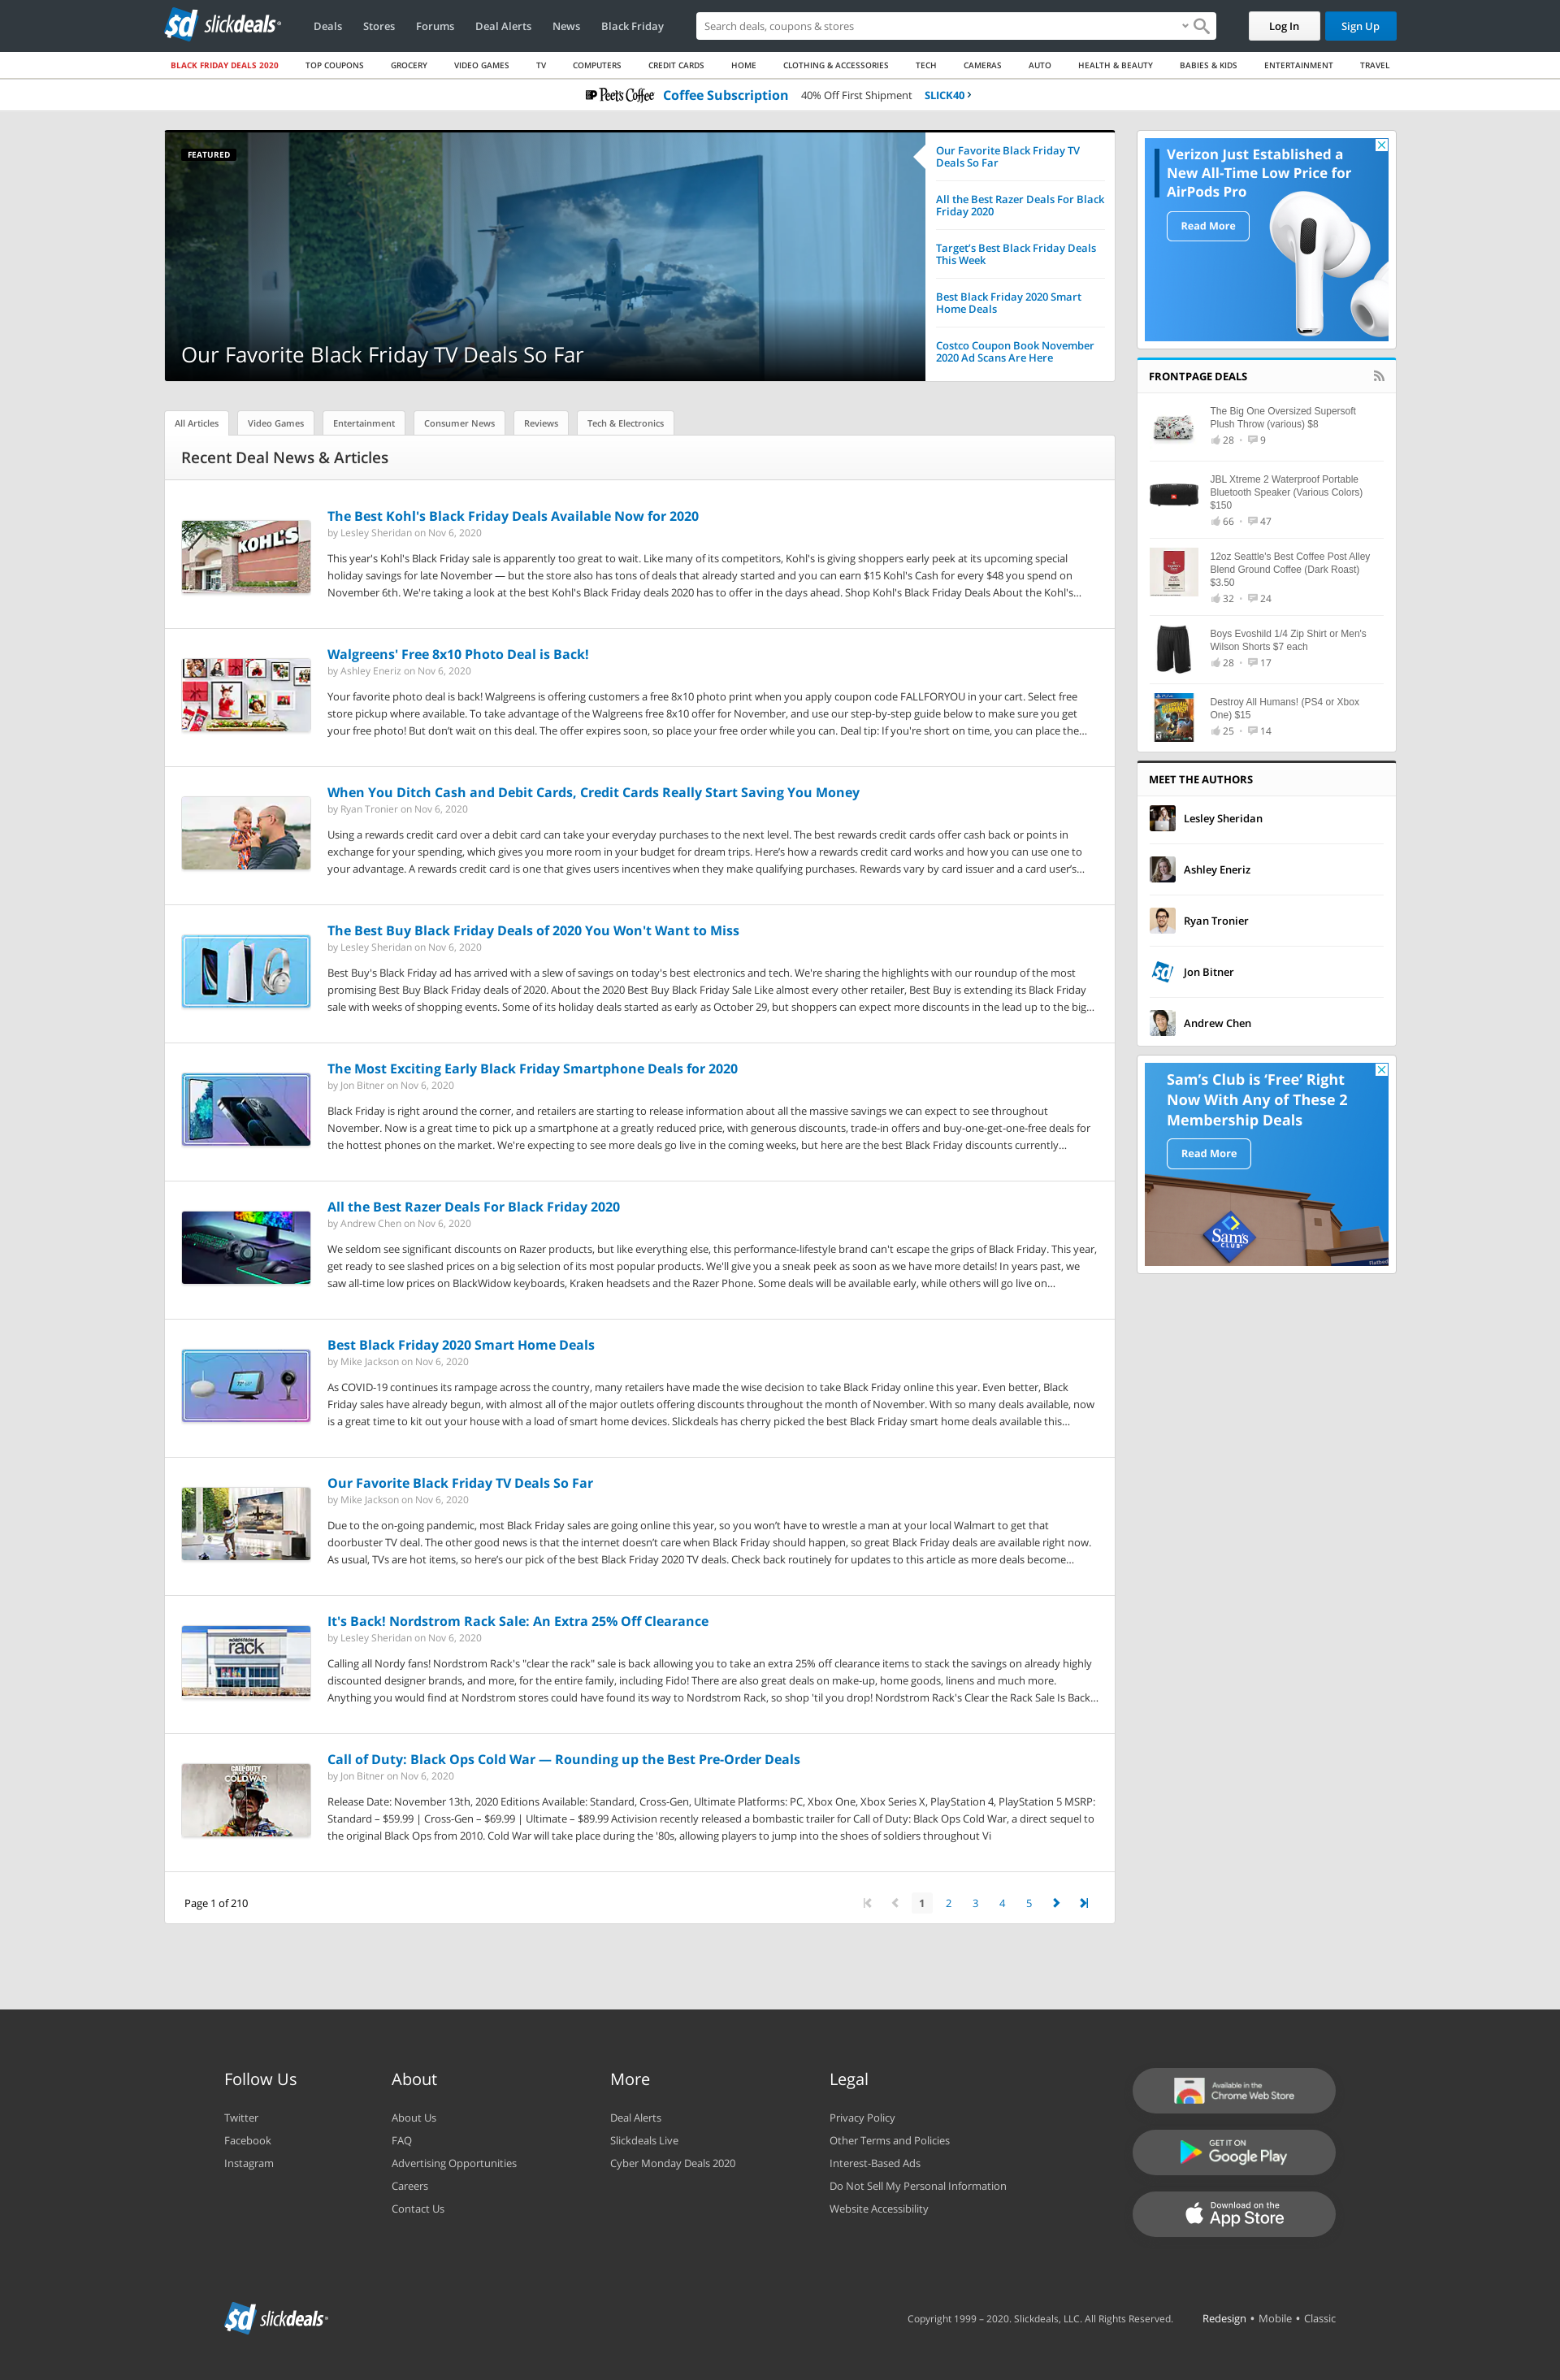 sd slickdeals
Deals Stores Forums Deal Alerts News Black Friday
Search deals, coupons & stores
Log In Sign Up
BLACK FRIDAY DEALS 2020 TOP COUPONS GROCERY VIDEO GAMES TV COMPUTERS CREDIT CARDS HOME CLOTHING & ACCESSORIES TECH CAMERAS AUTO HEALTH & BEAUTY BABIES & KIDS ENTERTAINMENT TRAVEL
Peet's Coffee Coffee Subscription 40% Off First Shipment SLICK40
FEATURED
Our Favorite Black Friday TV Deals So Far
Our Favorite Black Friday TV
Deals So Far
All the Best Razer Deals For Black
Friday 2020
Target's Best Black Friday Deals
This Week
Best Black Friday 2020 Smart
Home Deals
Costco Coupon Book November
2020 Ad Scans Are Here
All Articles Video Games Entertainment Consumer News Reviews Tech & Electronics
Recent Deal News & Articles
KOHL'S
The Best Kohl's Black Friday Deals Available Now for 2020
by Lesley Sheridan on Nov 6, 2020
This year's Kohl's Black Friday sale is apparently too great to wait. Like many of its competitors, Kohl's is giving shoppers early peek at its upcoming special
holiday savings for late November — but the store also has tons of deals that already started and you can earn $15 Kohl's Cash for every $48 you spend on
November 6th. We're taking a look at the best Kohl's Black Friday deals 2020 has to offer in the days ahead. Shop Kohl's Black Friday Deals About the Kohl's...
Walgreens' Free 8x10 Photo Deal is Back!
by Ashley Eneriz on Nov 6, 2020
Your favorite photo deal is back! Walgreens is offering customers a free 8x10 photo print when you apply coupon code FALLFORYOU in your cart. Select free
store pickup where available. To take advantage of the Walgreens free 8x10 offer for November, and use our step-by-step guide below to make sure you get
your free photo! But don't wait on this deal. The offer expires soon, so place your free order while you can. Deal tip: If you're short on time, you can place the...
When You Ditch Cash and Debit Cards, Credit Cards Really Start Saving You Money
by Ryan Tronier on Nov 6, 2020
Using a rewards credit card over a debit card can take your everyday purchases to the next level. The best rewards credit cards offer cash back or points in
exchange for your spending, which gives you more room in your budget for dream trips. Here's how a rewards credit card works and how you can use one to
your advantage. A rewards credit card is one that gives users incentives when they make qualifying purchases. Rewards vary by card issuer and a card user's...
The Best Buy Black Friday Deals of 2020 You Won't Want to Miss
by Lesley Sheridan on Nov 6, 2020
Best Buy's Black Friday ad has arrived with a slew of savings on today's best electronics and tech. We're sharing the highlights with our roundup of the most
promising Best Buy Black Friday deals of 2020. About the 2020 Best Buy Black Friday Sale Like almost every other retailer, Best Buy is extending its Black Friday
sale with weeks of shopping events. Some of its holiday deals started as early as October 29, but shoppers can expect more discounts in the lead up to the big...
The Most Exciting Early Black Friday Smartphone Deals for 2020
by Jon Bitner on Nov 6, 2020
Black Friday is right around the corner, and retailers are starting to release information about all the massive savings we can expect to see throughout
November. Now is a great time to pick up a smartphone at a greatly reduced price, with generous discounts, trade-in offers and buy-one-get-one-free deals for
the hottest phones on the market. We're expecting to see more deals go live in the coming weeks, but here are the best Black Friday discounts currently...
All the Best Razer Deals For Black Friday 2020
by Andrew Chen on Nov 6, 2020
We seldom see significant discounts on Razer products, but like everything else, this performance-lifestyle brand can't escape the grips of Black Friday. This year,
get ready to see slashed prices on a big selection of its most popular products. We'll give you a sneak peek as soon as we have more details! In years past, we
saw all-time low prices on BlackWidow keyboards, Kraken headsets and the Razer Phone. Some deals will be available early, while others will go live on...
Best Black Friday 2020 Smart Home Deals
by Mike Jackson on Nov 6, 2020
As COVID-19 continues its rampage across the country, many retailers have made the wise decision to take Black Friday online this year. Even better, Black
Friday sales have already begun, with almost all of the major outlets offering discounts throughout the month of November. With so many deals available, now
is a great time to kit out your house with a load of smart home devices. Slickdeals has cherry picked the best Black Friday smart home deals available this...
Our Favorite Black Friday TV Deals So Far
by Mike Jackson on Nov 6, 2020
Due to the on-going pandemic, most Black Friday sales are going online this year, so you won't have to wrestle a man at your local Walmart to get that
doorbuster TV deal. The other good news is that the internet doesn't care when Black Friday should happen, so great Black Friday deals are available right now.
As usual, TVs are hot items, so here's our pick of the best Black Friday 2020 TV deals. Check back routinely for updates to this article as more deals become...
NORDSTROM
rack
It's Back! Nordstrom Rack Sale: An Extra 25% Off Clearance
by Lesley Sheridan on Nov 6, 2020
Calling all Nordy fans! Nordstrom Rack's "clear the rack" sale is back allowing you to take an extra 25% off clearance items to stack the savings on already highly
discounted designer brands, and more, for the entire family, including Fido! There are also great deals on make-up, home goods, linens and much more.
Anything you would find at Nordstrom stores could have found its way to Nordstrom Rack, so shop 'til you drop! Nordstrom Rack's Clear the Rack Sale Is Back...
CALL OF DUTY
COLD WAR
Call of Duty: Black Ops Cold War — Rounding up the Best Pre-Order Deals
by Jon Bitner on Nov 6, 2020
Release Date: November 13th, 2020 Editions Available: Standard, Cross-Gen, Ultimate Platforms: PC, Xbox One, Xbox Series X, PlayStation 4, PlayStation 5 MSRP:
Standard – $59.99 | Cross-Gen – $69.99 | Ultimate – $89.99 Activision recently released a bombastic trailer for Call of Duty: Black Ops Cold War, a direct sequel to
the original Black Ops from 2010. Cold War will take place during the '80s, allowing players to jump into the shoes of soldiers throughout Vi
Page 1 of 210
1 2 3 4 5
Verizon Just Established a
New All-Time Low Price for
AirPods Pro
Read More
FRONTPAGE DEALS
The Big One Oversized Supersoft
Plush Throw (various) $8
28 • 9
JBL Xtreme 2 Waterproof Portable
Bluetooth Speaker (Various Colors)
$150
66 • 47
12oz Seattle's Best Coffee Post Alley
Blend Ground Coffee (Dark Roast)
$3.50
32 • 24
Boys Evoshild 1/4 Zip Shirt or Men's
Wilson Shorts $7 each
28 • 17
Destroy All Humans! (PS4 or Xbox
One) $15
25 • 14
MEET THE AUTHORS
Lesley Sheridan
Ashley Eneriz
Ryan Tronier
sd
Jon Bitner
Andrew Chen
Sam's Club is 'Free' Right
Now With Any of These 2
Membership Deals
Read More
Sam's
CLUB
Follow Us
Twitter
Facebook
Instagram
About
About Us
FAQ
Advertising Opportunities
Careers
Contact Us
More
Deal Alerts
Slickdeals Live
Cyber Monday Deals 2020
Legal
Privacy Policy
Other Terms and Policies
Interest-Based Ads
Do Not Sell My Personal Information
Website Accessibility
Available in the
Chrome Web Store
GET IT ON
Google Play
Download on the
App Store
sd slickdeals
Copyright 1999 – 2020. Slickdeals, LLC. All Rights Reserved.
Redesign • Mobile • Classic